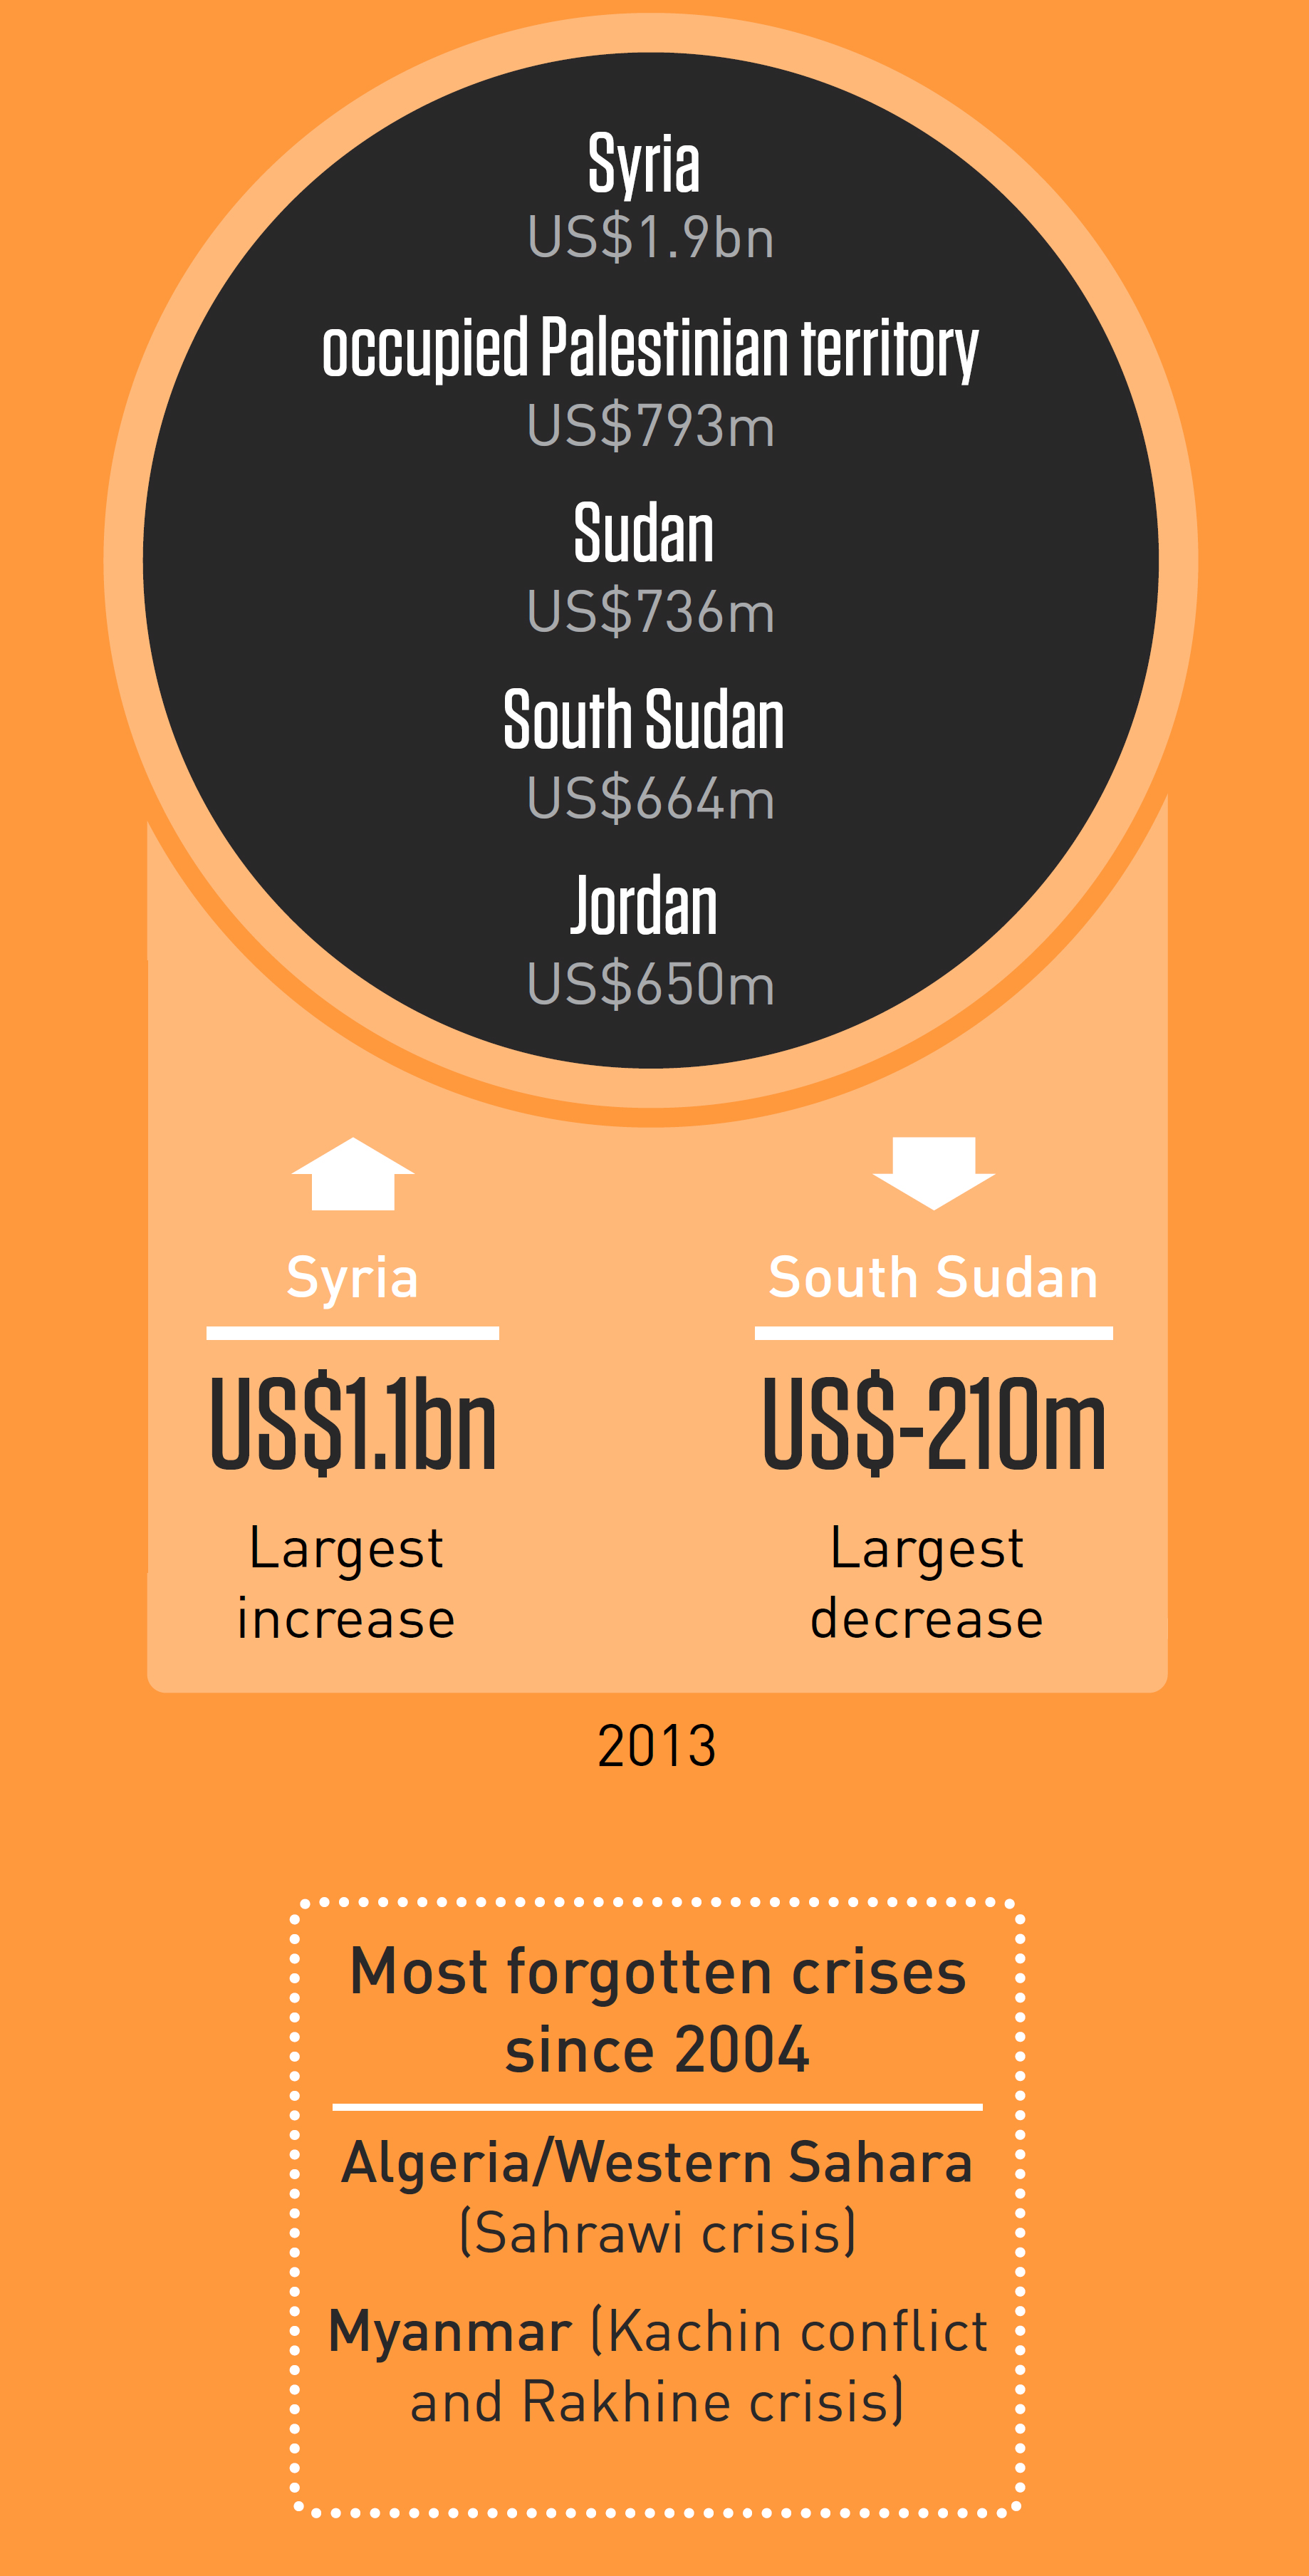 Syria
US$1.9bn
occupied Palestinian territory
US$793m
Sudan
US$736m
South Sudan
US$664m
Jordan
US$650m
Syria
US$1.1bn
Largest
increase
South Sudan
US$-210m
Largest
decrease
2013
Most forgotten crises
since 2004
Algeria/Western Sahara
(Sahrawi crisis)
Myanmar (Kachin conflict
and Rakhine crisis)